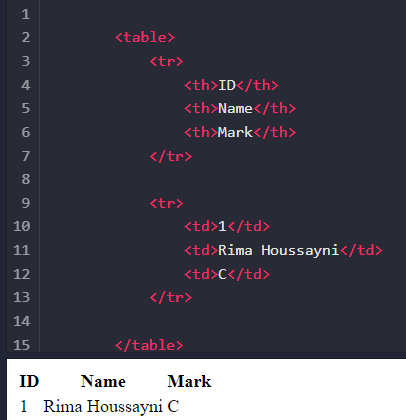 1
2 <table>
3 <tr>
4 <th>ID</th>
5 <th>Name</th>
6 <th>Mark</th>
7 </tr>
8
9 <tr>
10 <td>1</td>
11 <td>Rima Houssayni</td>
12 <td>C</td>
13 </tr>
14
15 </table>
ID Name Mark
1 Rima Houssayni C